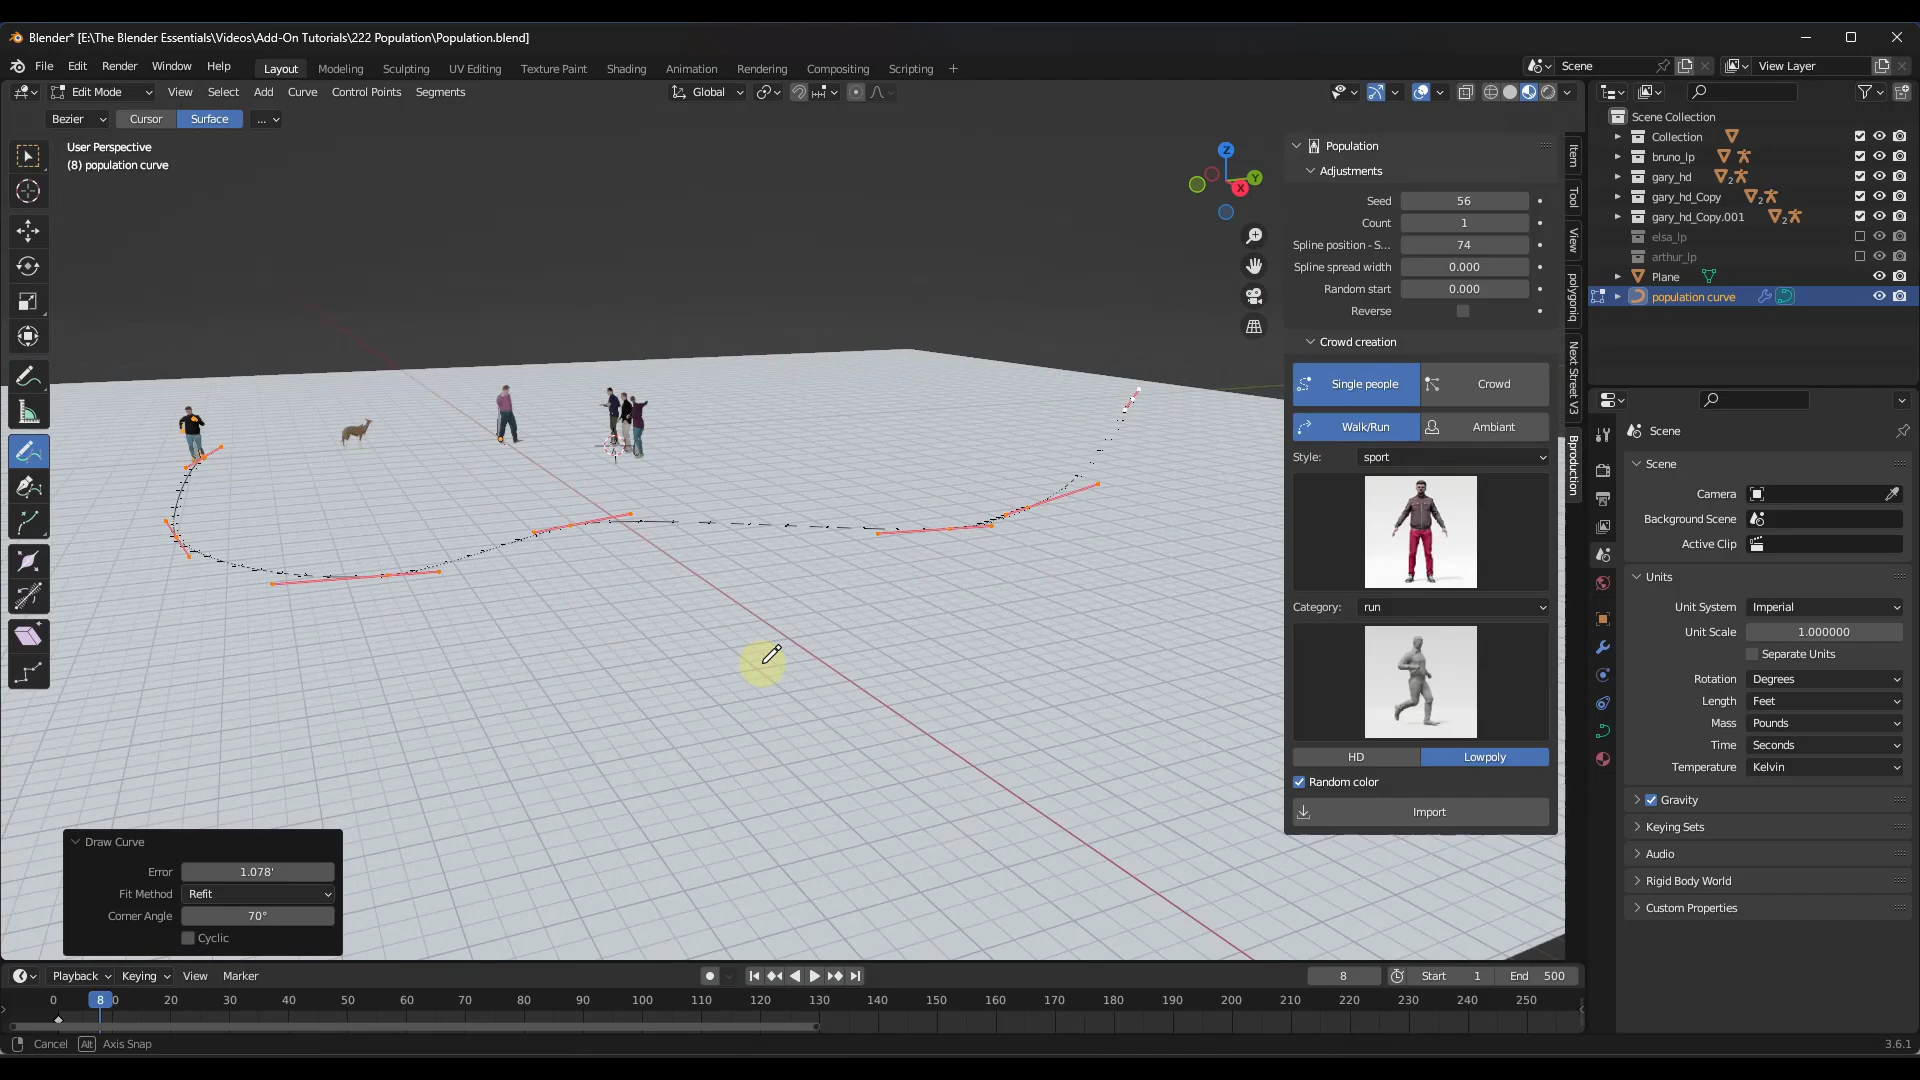 Blender* [E:\The Blender Essentials\Videos\Add-On Tutorials\222 Population\Population.blend]
File Edit Render Window Help Layout Modeling Sculpting UV Editing Texture Paint Shading Animation Rendering Compositing Scripting + Scene View Layer
Edit Mode View Select Add Curve Control Points Segments Global
Bezier Cursor Surface ...
User Perspective
(8) population curve
Z
Y
X
Population
Adjustments
Seed 56
Count 1
Spline position - S... 74
Spline spread width 0.000
Random start 0.000
Reverse
Crowd creation
Single people Crowd
Walk/Run Ambiant
Style: sport
Category: run
HD Lowpoly
Random color
Import
Item
Tool
View
polygoniq
Next Street V3
Bproduction
Scene Collection
Collection
bruno_lp
gary_hd 2
gary_hd_Copy 2
gary_hd_Copy.001 2
elsa_lp
arthur_lp
Plane
population curve
Scene
Scene
Camera
Background Scene
Active Clip
Units
Unit System Imperial
Unit Scale 1.000000
Separate Units
Rotation Degrees
Length Feet
Mass Pounds
Time Seconds
Temperature Kelvin
Gravity
Keying Sets
Audio
Rigid Body World
Custom Properties
Draw Curve
Error 1.078'
Fit Method Refit
Corner Angle 70°
Cyclic
Playback Keying View Marker 8 Start 1 End 500
0 8 20 30 40 50 60 70 80 90 100 110 120 130 140 150 160 170 180 190 200 210 220 230 240 250
Cancel Alt Axis Snap 3.6.1